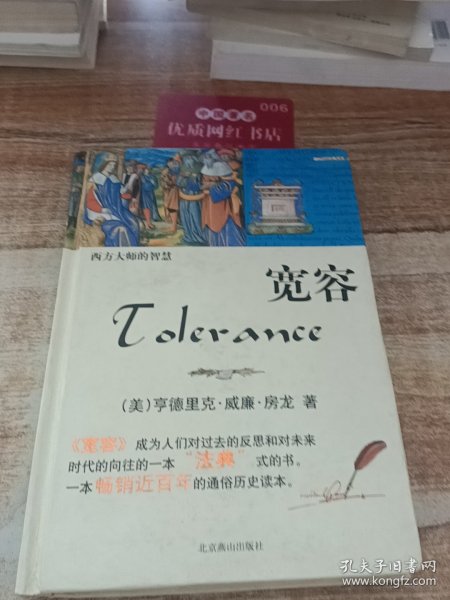 中国著名
006
优质网红书店
西方大师的智慧
宽容
Tolerance
(美)亨德里克·威廉·房龙 著
《宽容》成为人们对过去的反思和对未来
时代的向往的一本“法典”式的书。
一本畅销近百年的通俗历史读本。
北京燕山出版社
孔夫子旧书网
www.kongfz.com